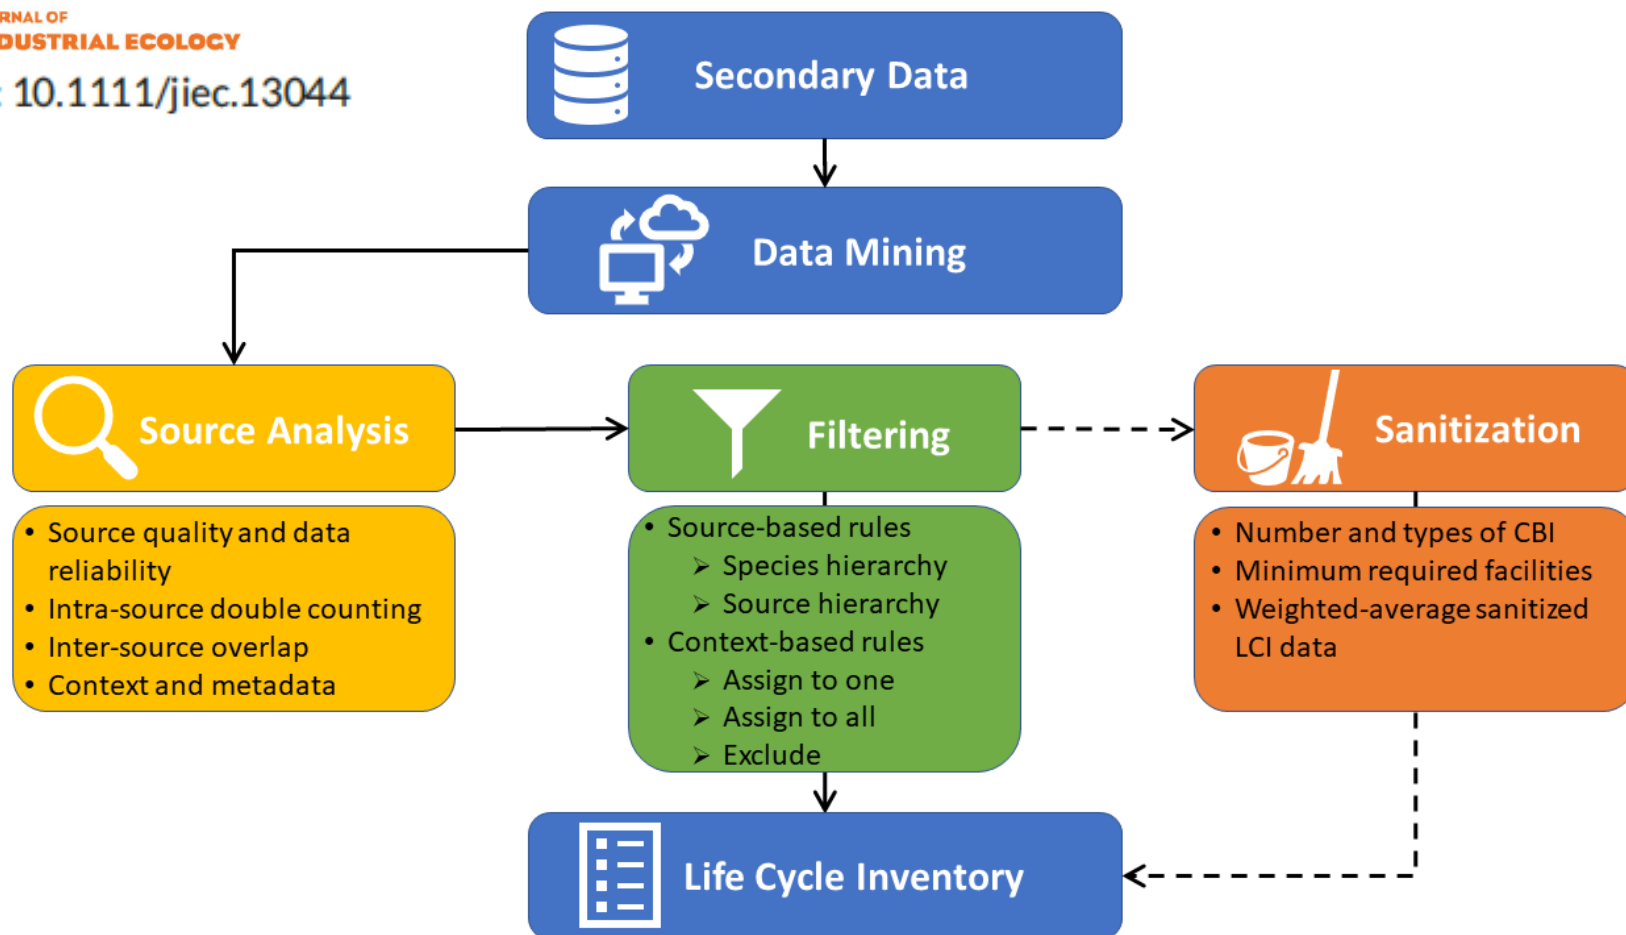 RNAL OF
DUSTRIAL ECOLOGY
: 10.1111/jiec.13044
Secondary Data
Data Mining
Source Analysis
• Source quality and data
reliability
• Intra-source double counting
• Inter-source overlap
• Context and metadata
Filtering
• Source-based rules
➢ Species hierarchy
➢ Source hierarchy
• Context-based rules
➢ Assign to one
➢ Assign to all
➢ Exclude
Sanitization
• Number and types of CBI
• Minimum required facilities
• Weighted-average sanitized
LCI data
Life Cycle Inventory